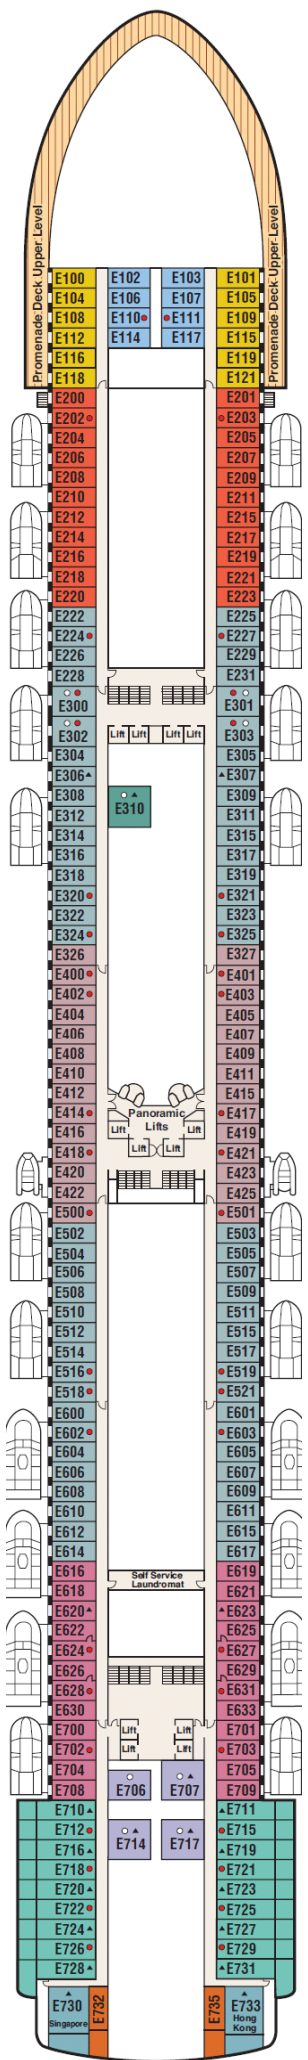 Promenade Deck Upper Level
Promenade Deck Upper Level
E100 E102 E103 E101
E104 E106 E107 E105
E108 E110 E111 E109
E112 E114 E117 E115
E116 E119
E118 E121
E200 E201
E202 E203
E204 E205
E206 E207
E208 E209
E210 E211
E212 E215
E214 E217
E216 E219
E218 E221
E220 E223
E222 E225
E224 E227
E226 E229
E228 E231
E300 E301
E302 Lift Lift Lift Lift E303
E304 E305
E306 E307
E308 E310 E309
E312 E311
E314 E315
E316 E317
E318 E319
E320 E321
E322 E323
E324 E325
E326 E327
E400 E401
E402 E403
E404 E405
E406 E407
E408 E409
E410 E411
E412 E415
E414 Panoramic E417
Lifts
E416 Lift Lift E419
E418 Lift Lift E421
E420 E423
E422 E425
E500 E501
E502 E503
E504 E505
E506 E507
E508 E509
E510 E511
E512 E515
E514 E517
E516 E519
E518 E521
E600 E601
E602 E603
E604 E605
E606 E607
E608 E609
E610 E611
E612 E615
E614 E617
E616 Self Service E619
Laundromat
E618 E621
E620 E623
E622 E625
E624 E627
E626 E629
E628 E631
E630 E633
E700 Lift Lift E701
E702 Lift Lift E703
E704 E705
E708 E706 E707 E709
E710 E711
E712 E714 E717 E715
E716 E719
E718 E721
E720 E723
E722 E725
E724 E727
E726 E729
E728 E731
E730 E732 E735 E733
Singapore Hong
Kong